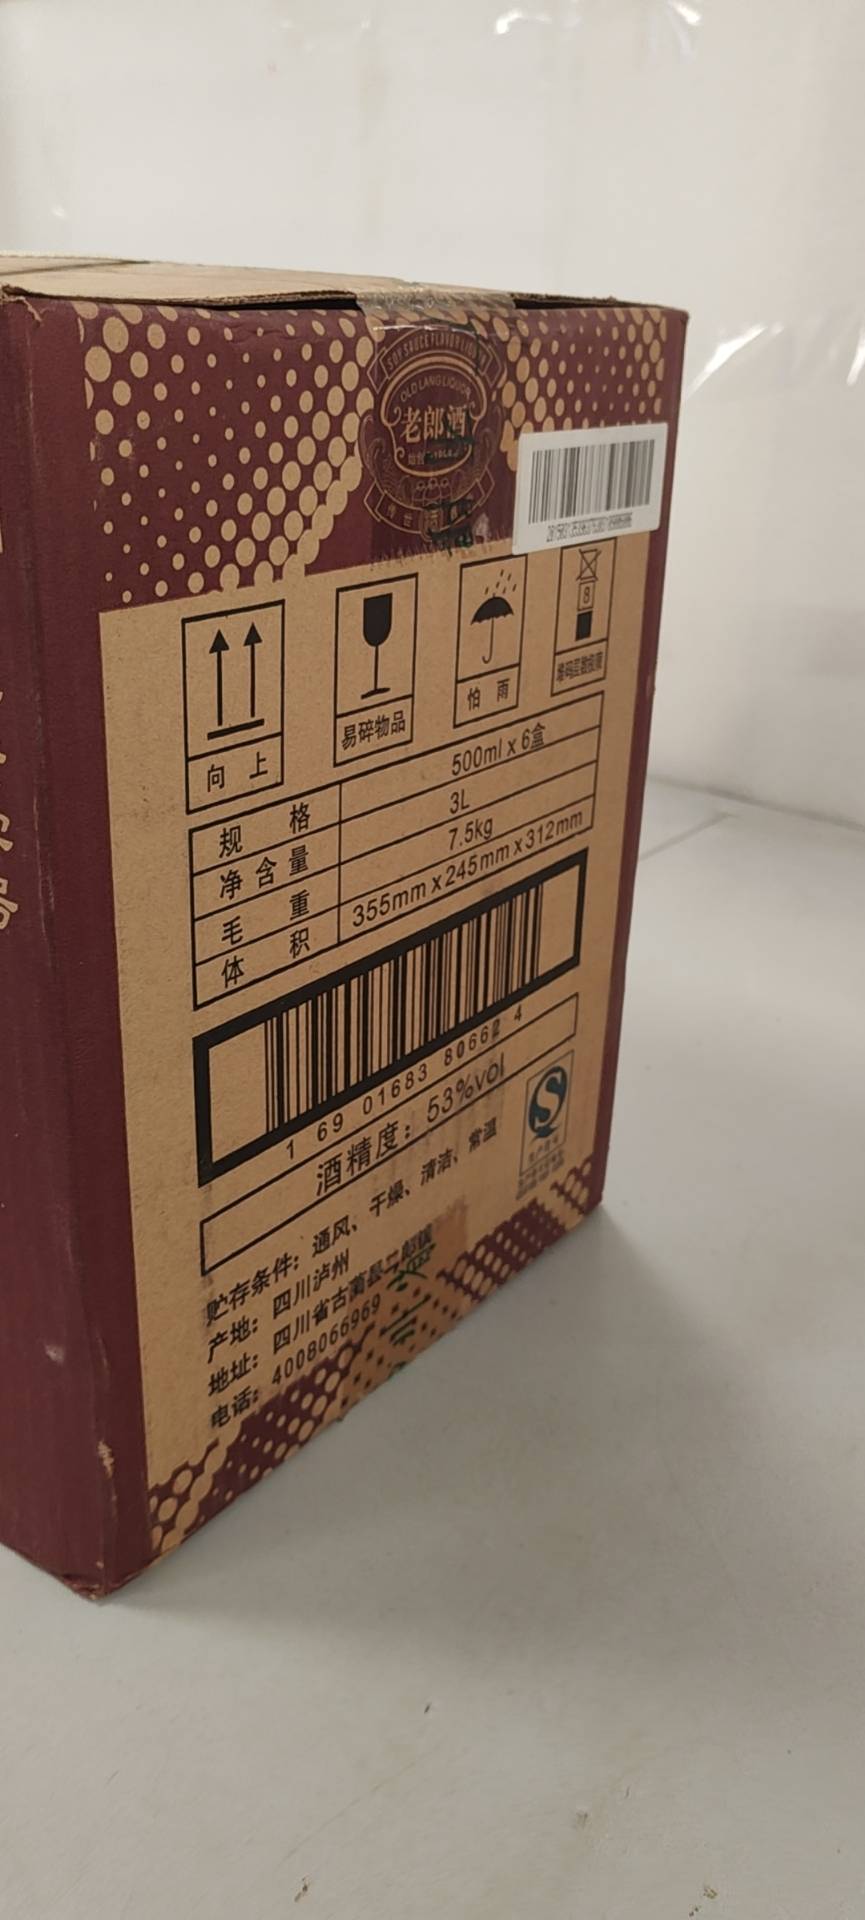 SOY SAUCE FLAVOR LIQUOR
OLD LANG LIQUOR
老郎酒
向 上
易碎物品
怕 雨
8
堆码层数极限
规 格 500ml x 6盒
净含量 3L
毛 重 7.5kg
体 积 355mm x 245mm x 312mm
1 69 01683 80662 4
酒精度：53%vol
贮存条件：通风、干燥、清洁、常温
产地：四川泸州
地址：四川省古蔺县二郎镇
电话：4008066969